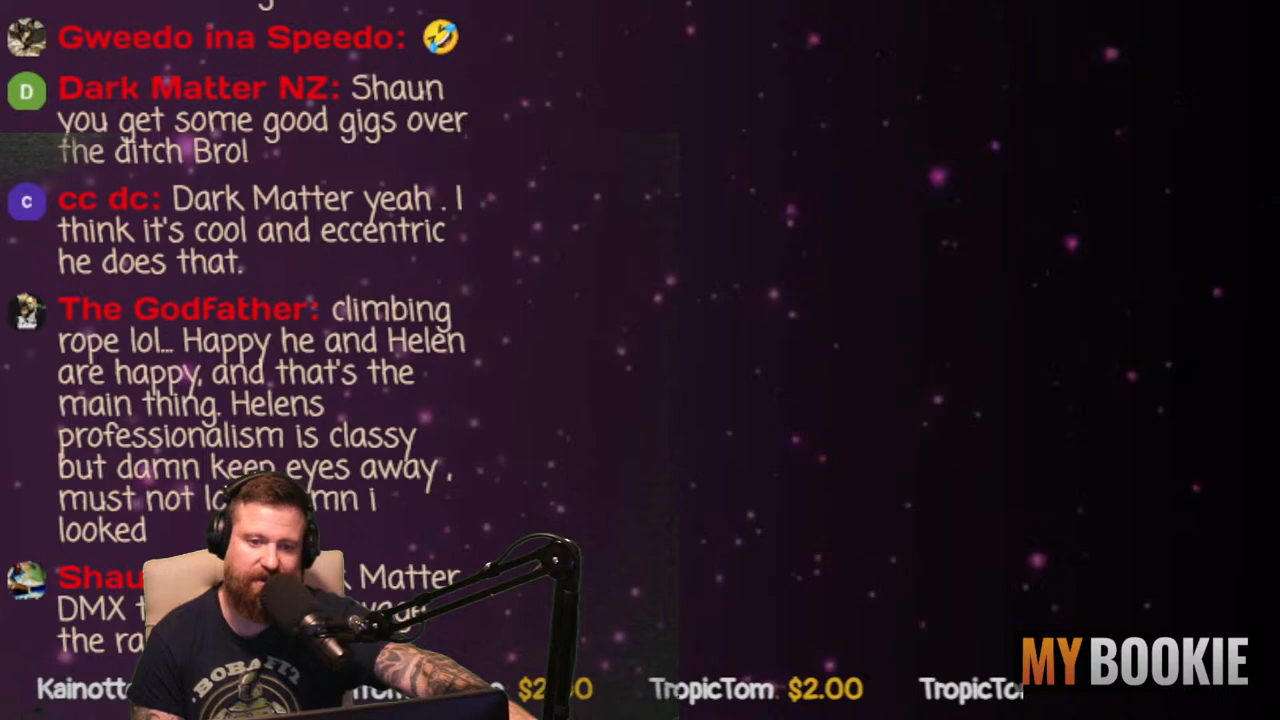 Gweedo ina Speedo: 🤣
Dark Matter NZ: Shaun
you get some good gigs over
the ditch Bro!
cc dc: Dark Matter yeah . I
think it's cool and eccentric
he does that.
The Godfather: climbing
rope lol... Happy he and Helen
are happy, and that's the
main thing. Helens
professionalism is classy
but damn keep eyes away ,
must not i
looked
Matter
DMX
the
$2.00 TropicTom $2.00
MYBOOKIE
D
C